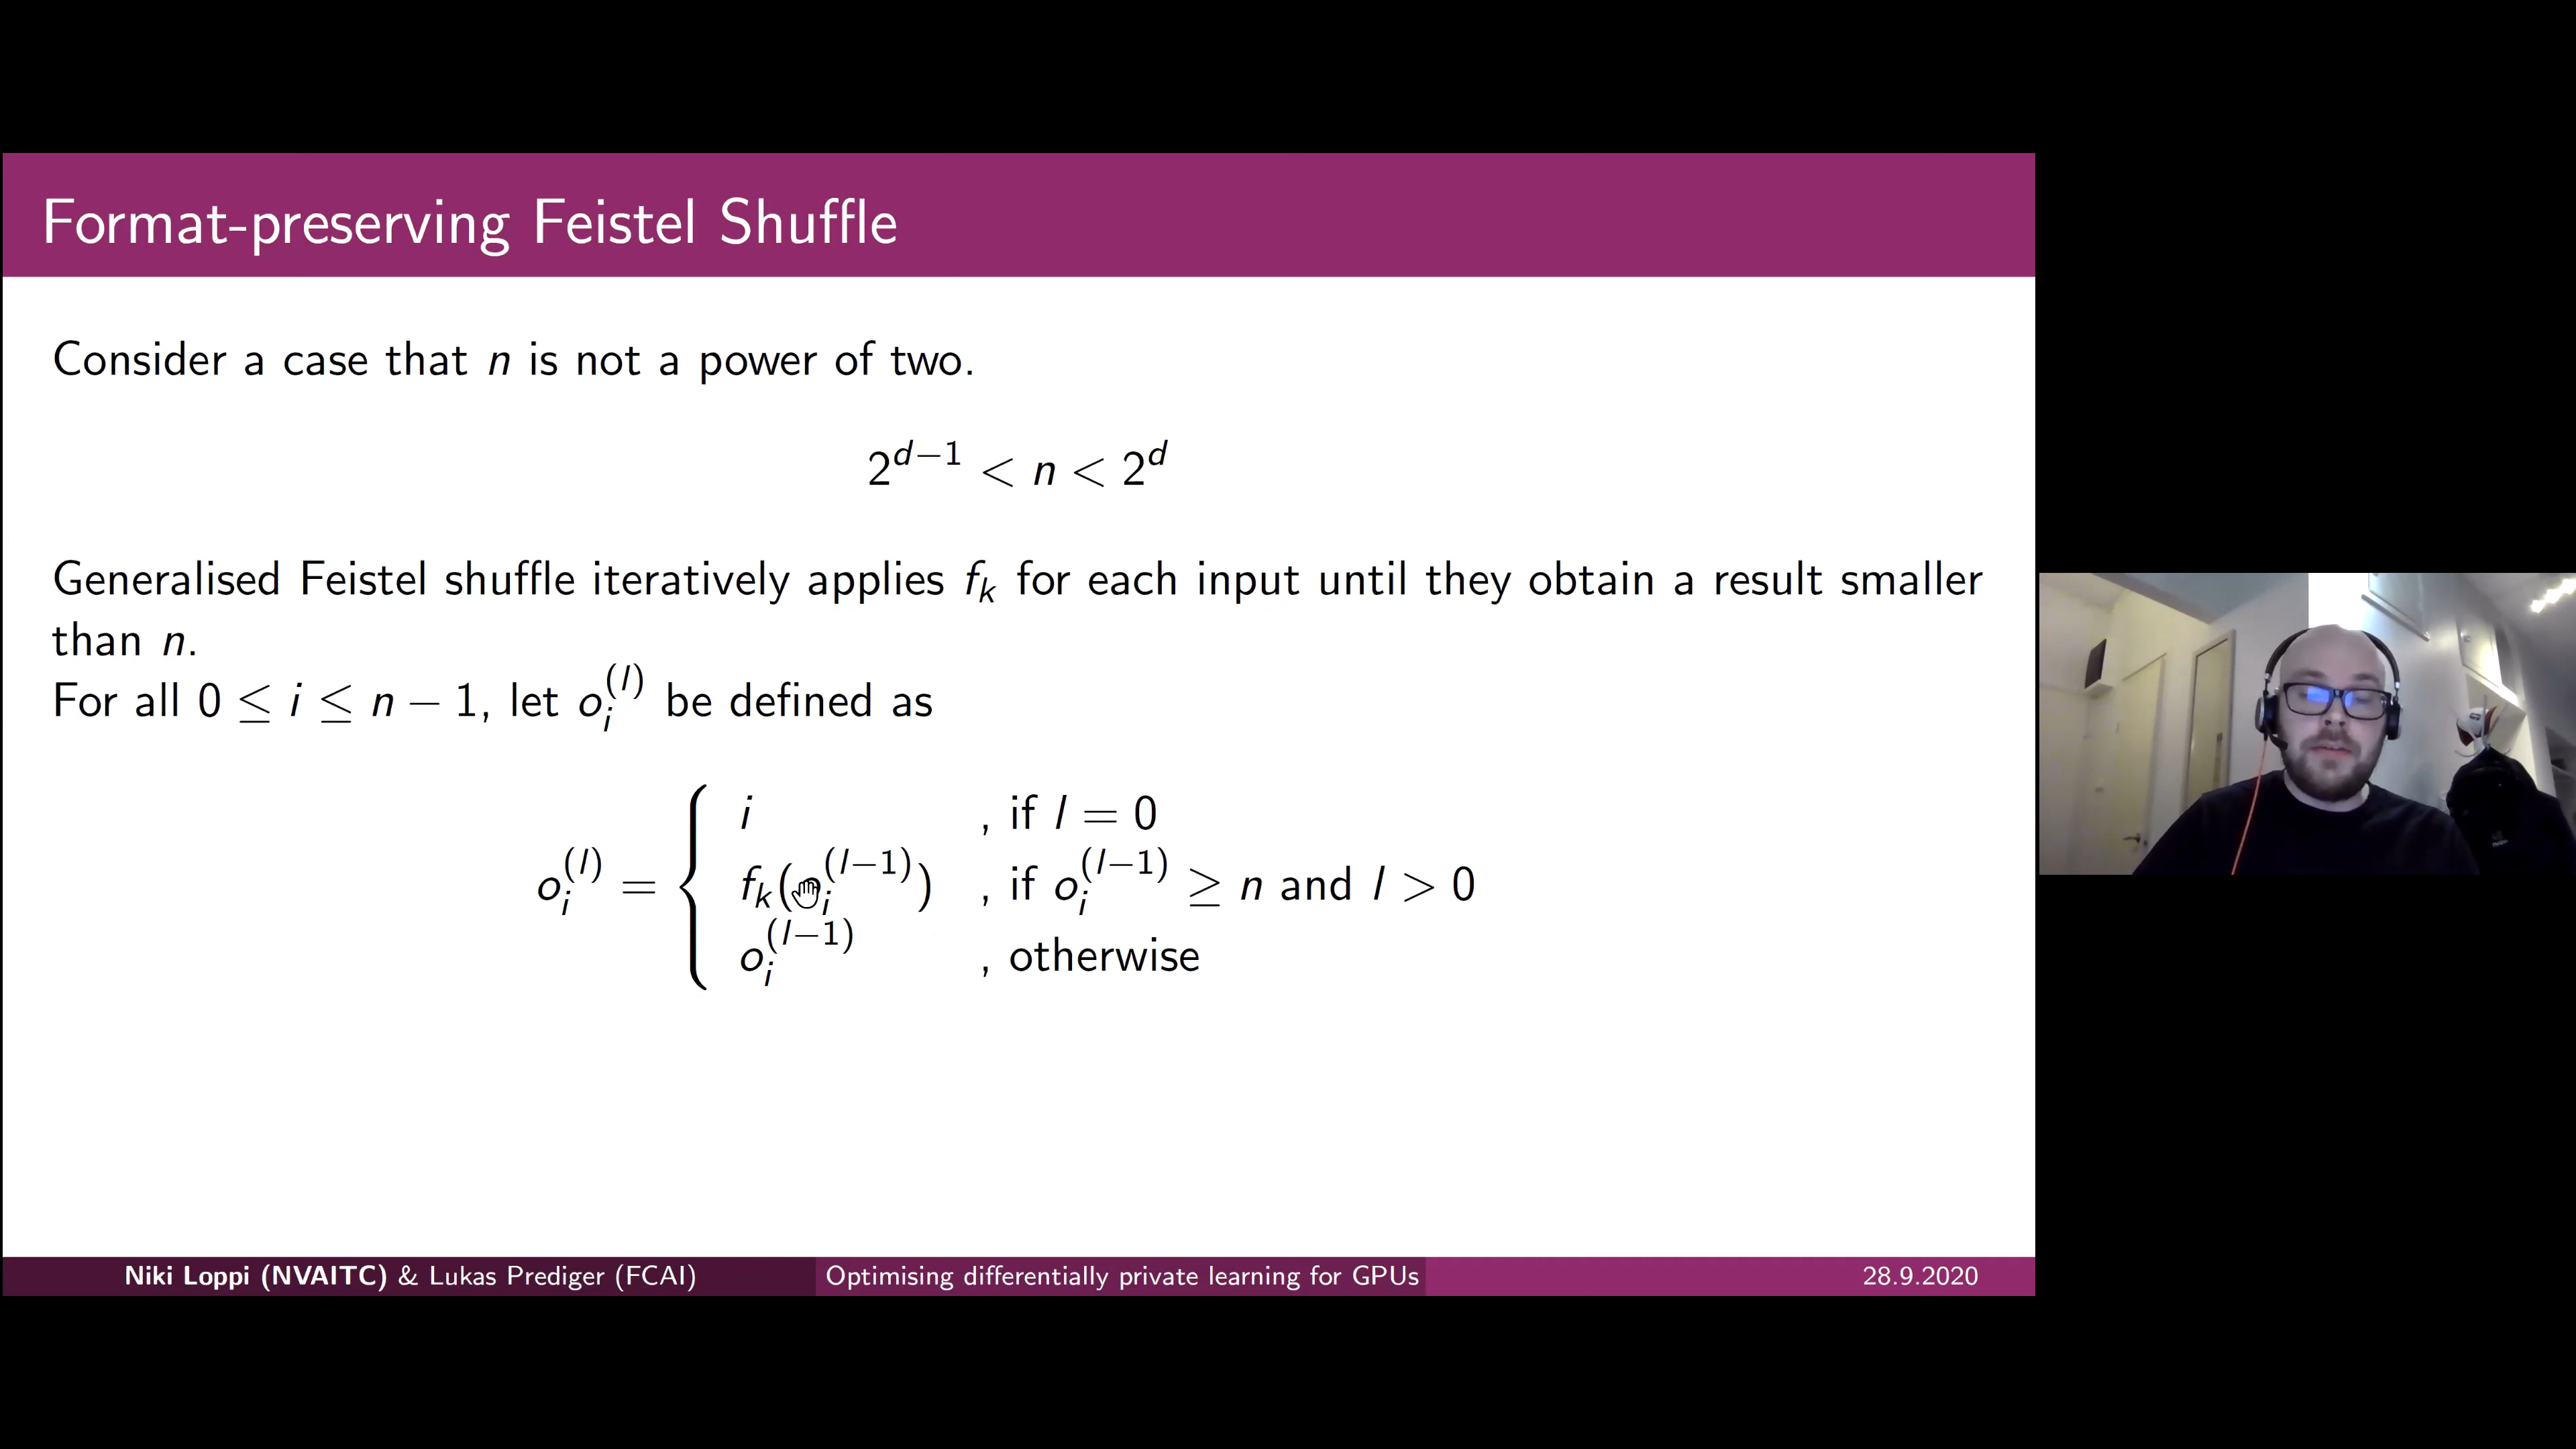 Format-preserving Feistel Shuffle
Consider a case that n is not a power of two.
2^{d−1} < n < 2^d
Generalised Feistel shuffle iteratively applies f_k for each input until they obtain a result smaller
than n.
For all 0 ≤ i ≤ n − 1, let o_i^{(l)} be defined as
o_i^{(l)} = { i , if l = 0
f_k(o_i^{(l−1)}) , if o_i^{(l−1)} ≥ n and l > 0
o_i^{(l−1)} , otherwise
Niki Loppi (NVAITC) & Lukas Prediger (FCAI) Optimising differentially private learning for GPUs 28.9.2020